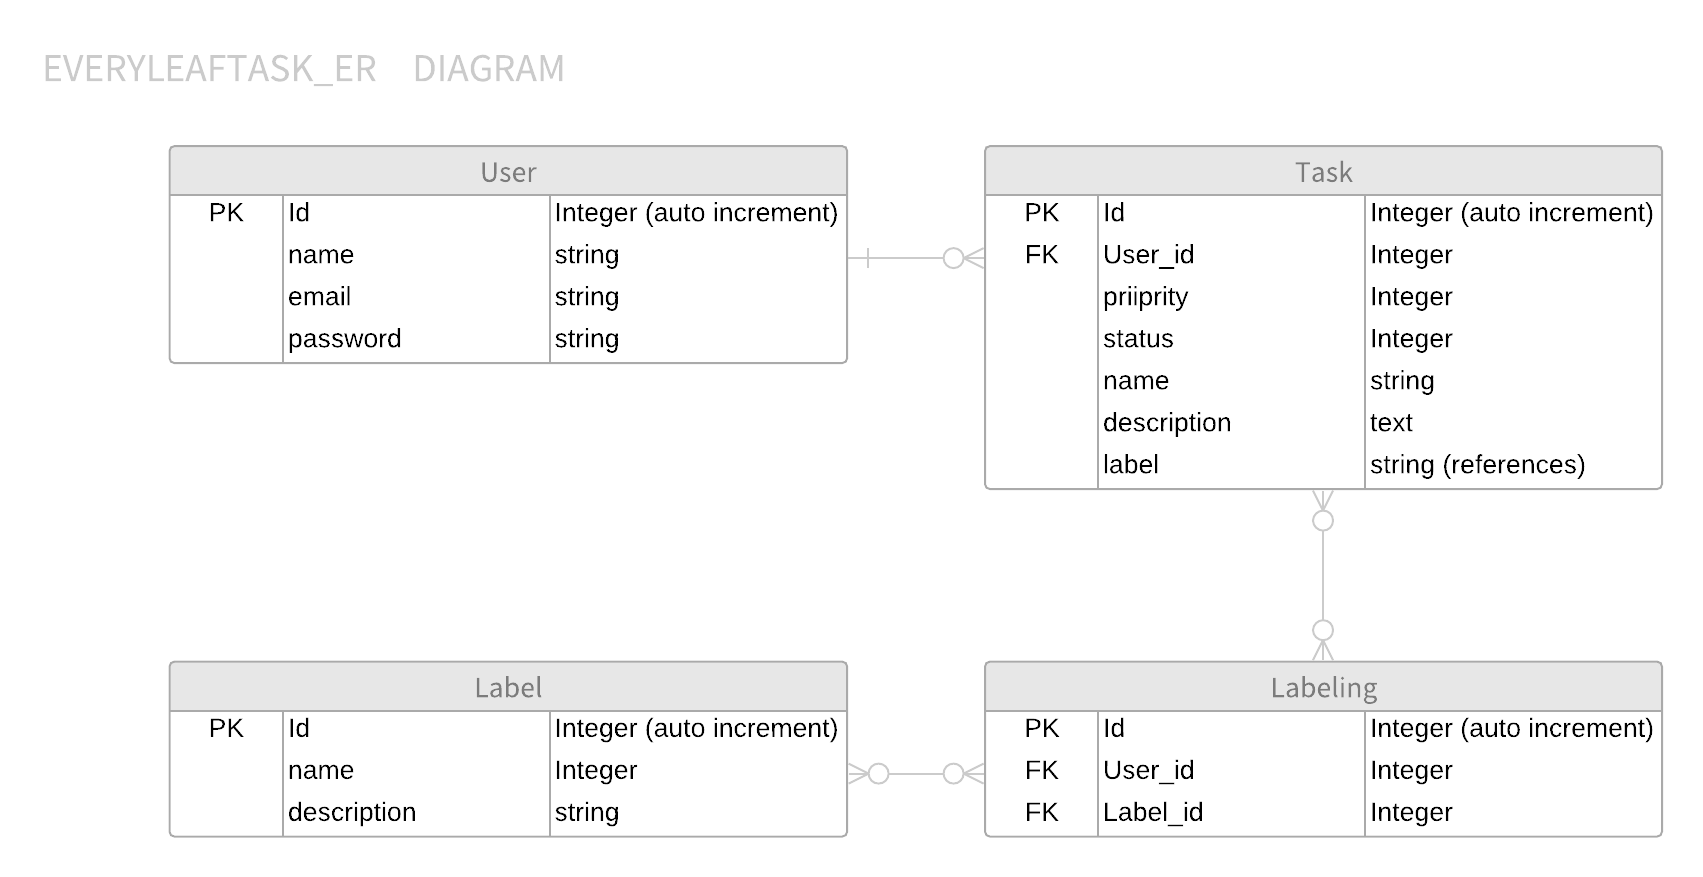 EVERYLEAFTASK_ER DIAGRAM
User
PK Id Integer (auto increment)
name string
email string
password string
Task
PK Id Integer (auto increment)
FK User_id Integer
priiprity Integer
status Integer
name string
description text
label string (references)
Label
PK Id Integer (auto increment)
name Integer
description string
Labeling
PK Id Integer (auto increment)
FK User_id Integer
FK Label_id Integer